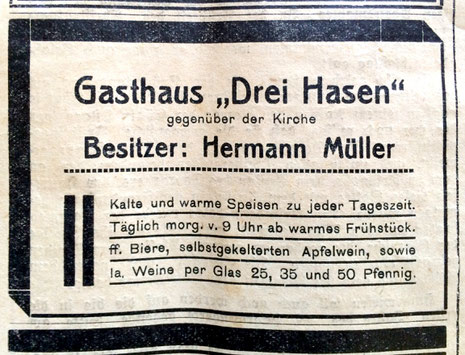 Gasthaus „Drei Hasen“
gegenüber der Kirche
Besitzer: Hermann Müller
Kalte und warme Speisen zu jeder Tageszeit.
Täglich morg. v. 9 Uhr ab warmes Frühstück.
ff. Biere, selbstgekelterten Apfelwein, sowie
Ia. Weine per Glas 25, 35 und 50 Pfennig.